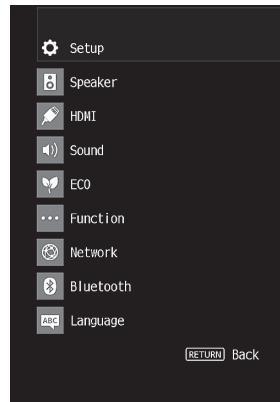 Setup
Speaker
HDMI
Sound
ECO
Function
Network
Bluetooth
ABC Language
RETURN Back